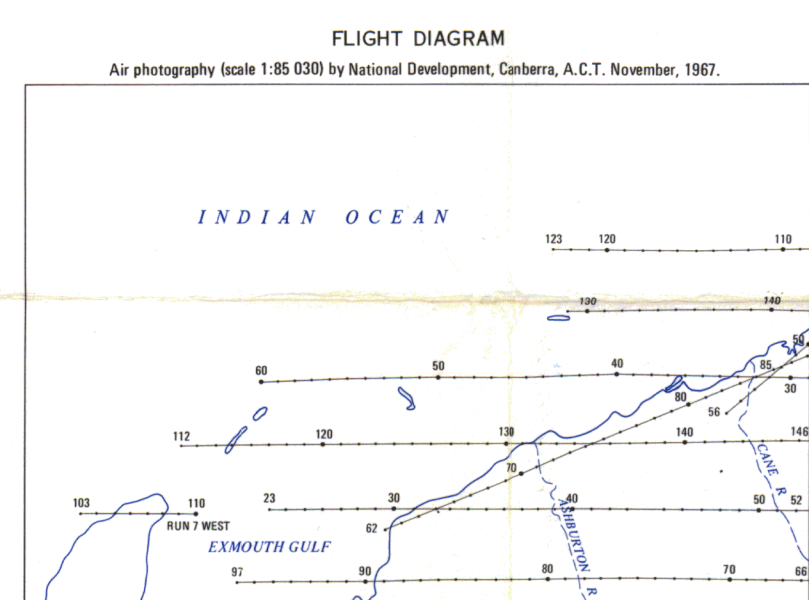 FLIGHT DIAGRAM
Air photography (scale 1:85 030) by National Development, Canberra, A.C.T. November, 1967.
INDIAN OCEAN
123 120 110
130 140
50
60 50 40 85 30
80 56
112 120 130 140 146
70
CANE R
103 110 23 30 40 50 52
RUN 7 WEST
62
ASHBURTON R
EXMOUTH GULF
97 90 80 70 66